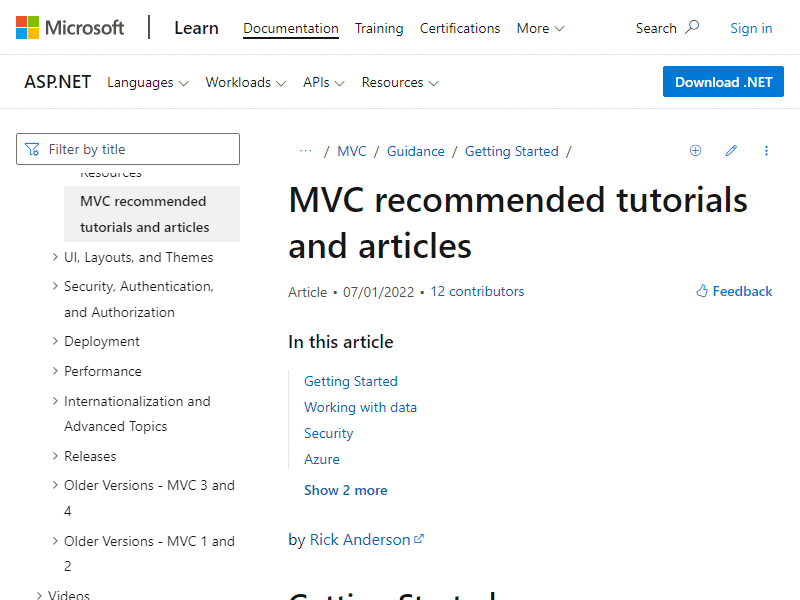 Microsoft Learn Documentation Training Certifications More Search Sign in
ASP.NET Languages Workloads APIs Resources Download .NET
Filter by title
Resources
MVC recommended
tutorials and articles
UI, Layouts, and Themes
Security, Authentication,
and Authorization
Deployment
Performance
Internationalization and
Advanced Topics
Releases
Older Versions - MVC 3 and
4
Older Versions - MVC 1 and
2
Videos
... / MVC / Guidance / Getting Started /
MVC recommended tutorials
and articles
Article • 07/01/2022 • 12 contributors
Feedback
In this article
Getting Started
Working with data
Security
Azure
Show 2 more
by Rick Anderson
Getting Started